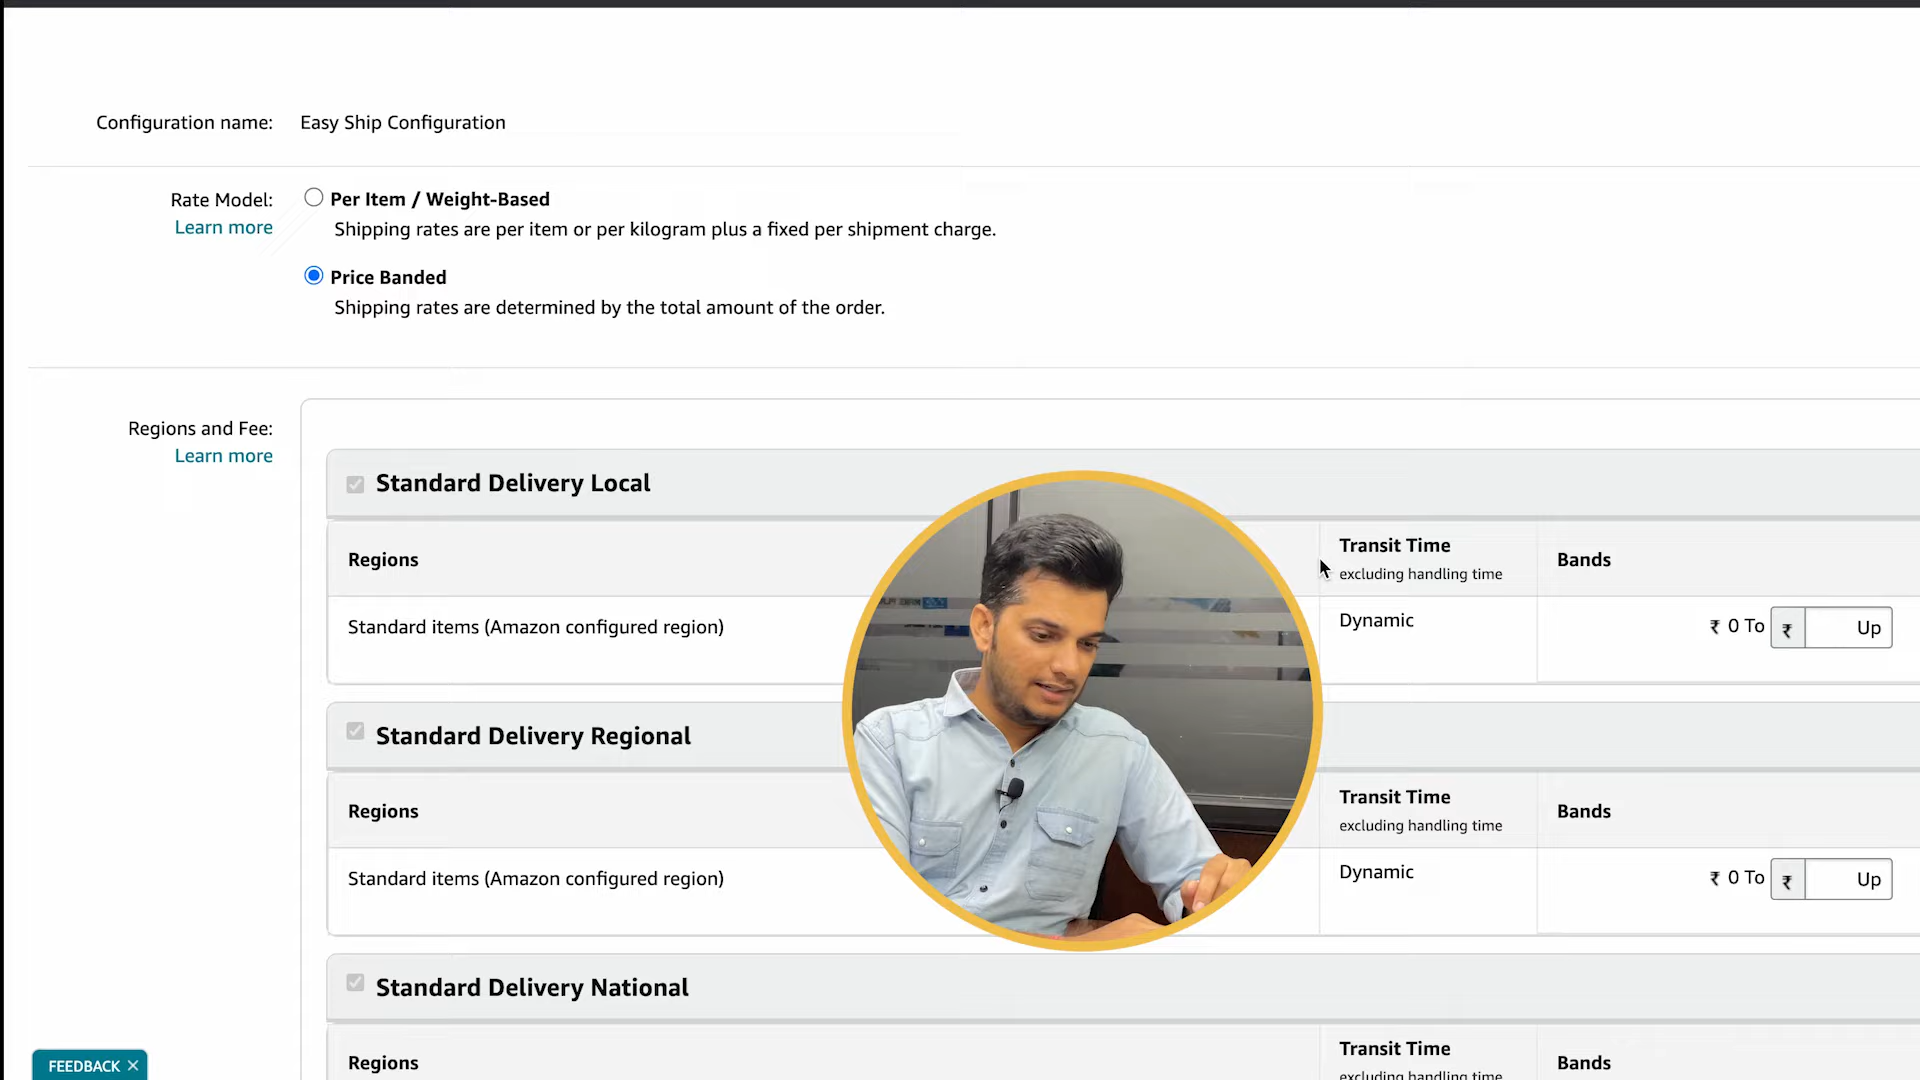 Configuration name: Easy Ship Configuration
Rate Model: Per Item / Weight-Based
Learn more Shipping rates are per item or per kilogram plus a fixed per shipment charge.
Price Banded
Shipping rates are determined by the total amount of the order.
Regions and Fee:
Learn more
Standard Delivery Local
Regions Transit Time excluding handling time Bands
Standard items (Amazon configured region) Dynamic ₹ 0 To ₹ Up
Standard Delivery Regional
Regions Transit Time excluding handling time Bands
Standard items (Amazon configured region) Dynamic ₹ 0 To ₹ Up
Standard Delivery National
Regions Transit Time excluding handling time Bands
FEEDBACK ✕